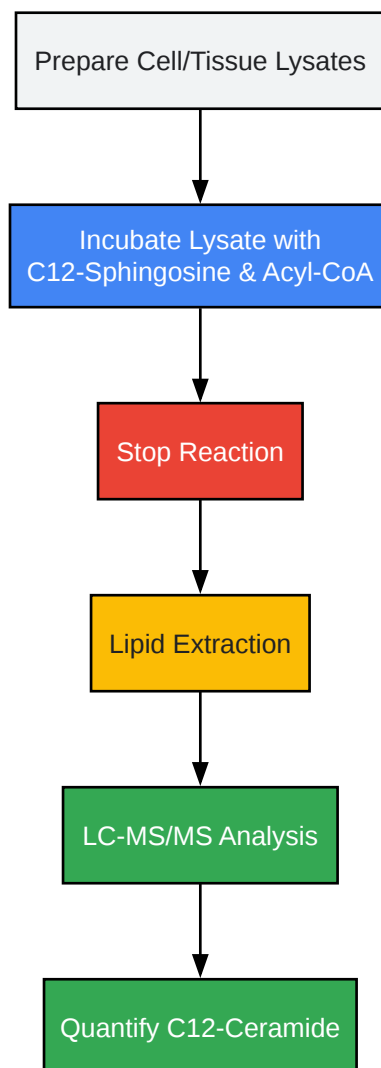 Prepare Cell/Tissue Lysates
Incubate Lysate with
C12-Sphingosine & Acyl-CoA
Stop Reaction
Lipid Extraction
LC-MS/MS Analysis
Quantify C12-Ceramide